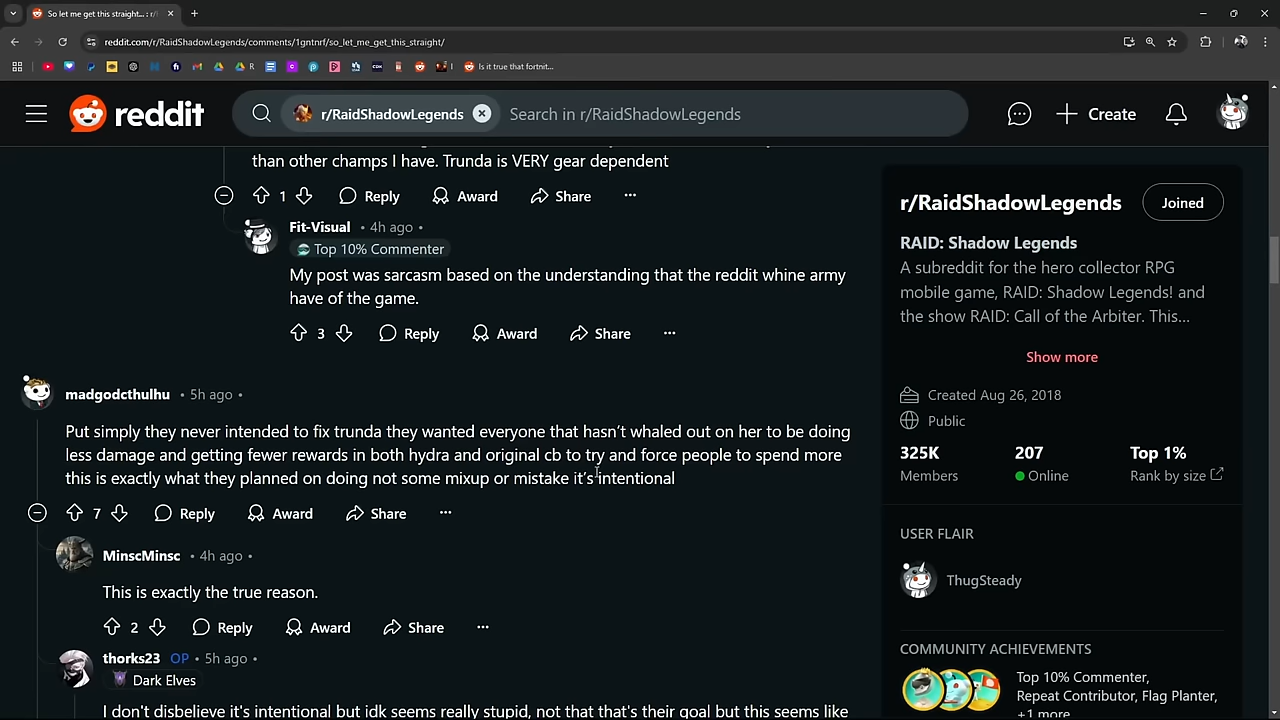 So let me get this straight... : r/
reddit.com/r/RaidShadowLegends/comments/1gntnrf/so_let_me_get_this_straight/
Is it true that fortnit...
reddit
r/RaidShadowLegends
Search in r/RaidShadowLegends
Create
than other champs I have. Trunda is VERY gear dependent
1 Reply Award Share
Fit-Visual • 4h ago •
Top 10% Commenter
My post was sarcasm based on the understanding that the reddit whine army
have of the game.
3 Reply Award Share
madgodcthulhu • 5h ago •
Put simply they never intended to fix trunda they wanted everyone that hasn't whaled out on her to be doing
less damage and getting fewer rewards in both hydra and original cb to try and force people to spend more
this is exactly what they planned on doing not some mixup or mistake it's intentional
7 Reply Award Share
MinscMinsc • 4h ago •
This is exactly the true reason.
2 Reply Award Share
thorks23 OP • 5h ago •
Dark Elves
I don't disbelieve it's intentional but idk seems really stupid, not that that's their goal but this seems like
r/RaidShadowLegends
Joined
RAID: Shadow Legends
A subreddit for the hero collector RPG
mobile game, RAID: Shadow Legends! and
the show RAID: Call of the Arbiter. This...
Show more
Created Aug 26, 2018
Public
325K 207 Top 1%
Members Online Rank by size
USER FLAIR
ThugSteady
COMMUNITY ACHIEVEMENTS
Top 10% Commenter,
Repeat Contributor, Flag Planter,
+1 more